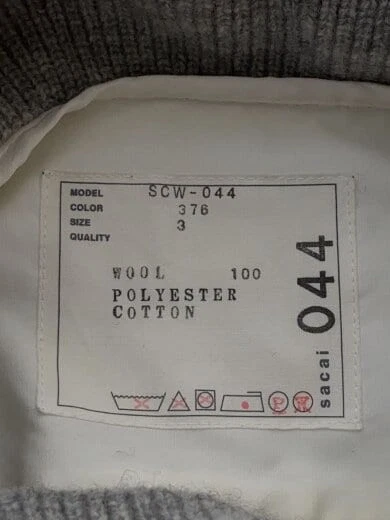 MODEL SCW-044
COLOR 376
SIZE 3
QUALITY
WOOL 100
POLYESTER
COTTON
sacai 044
P